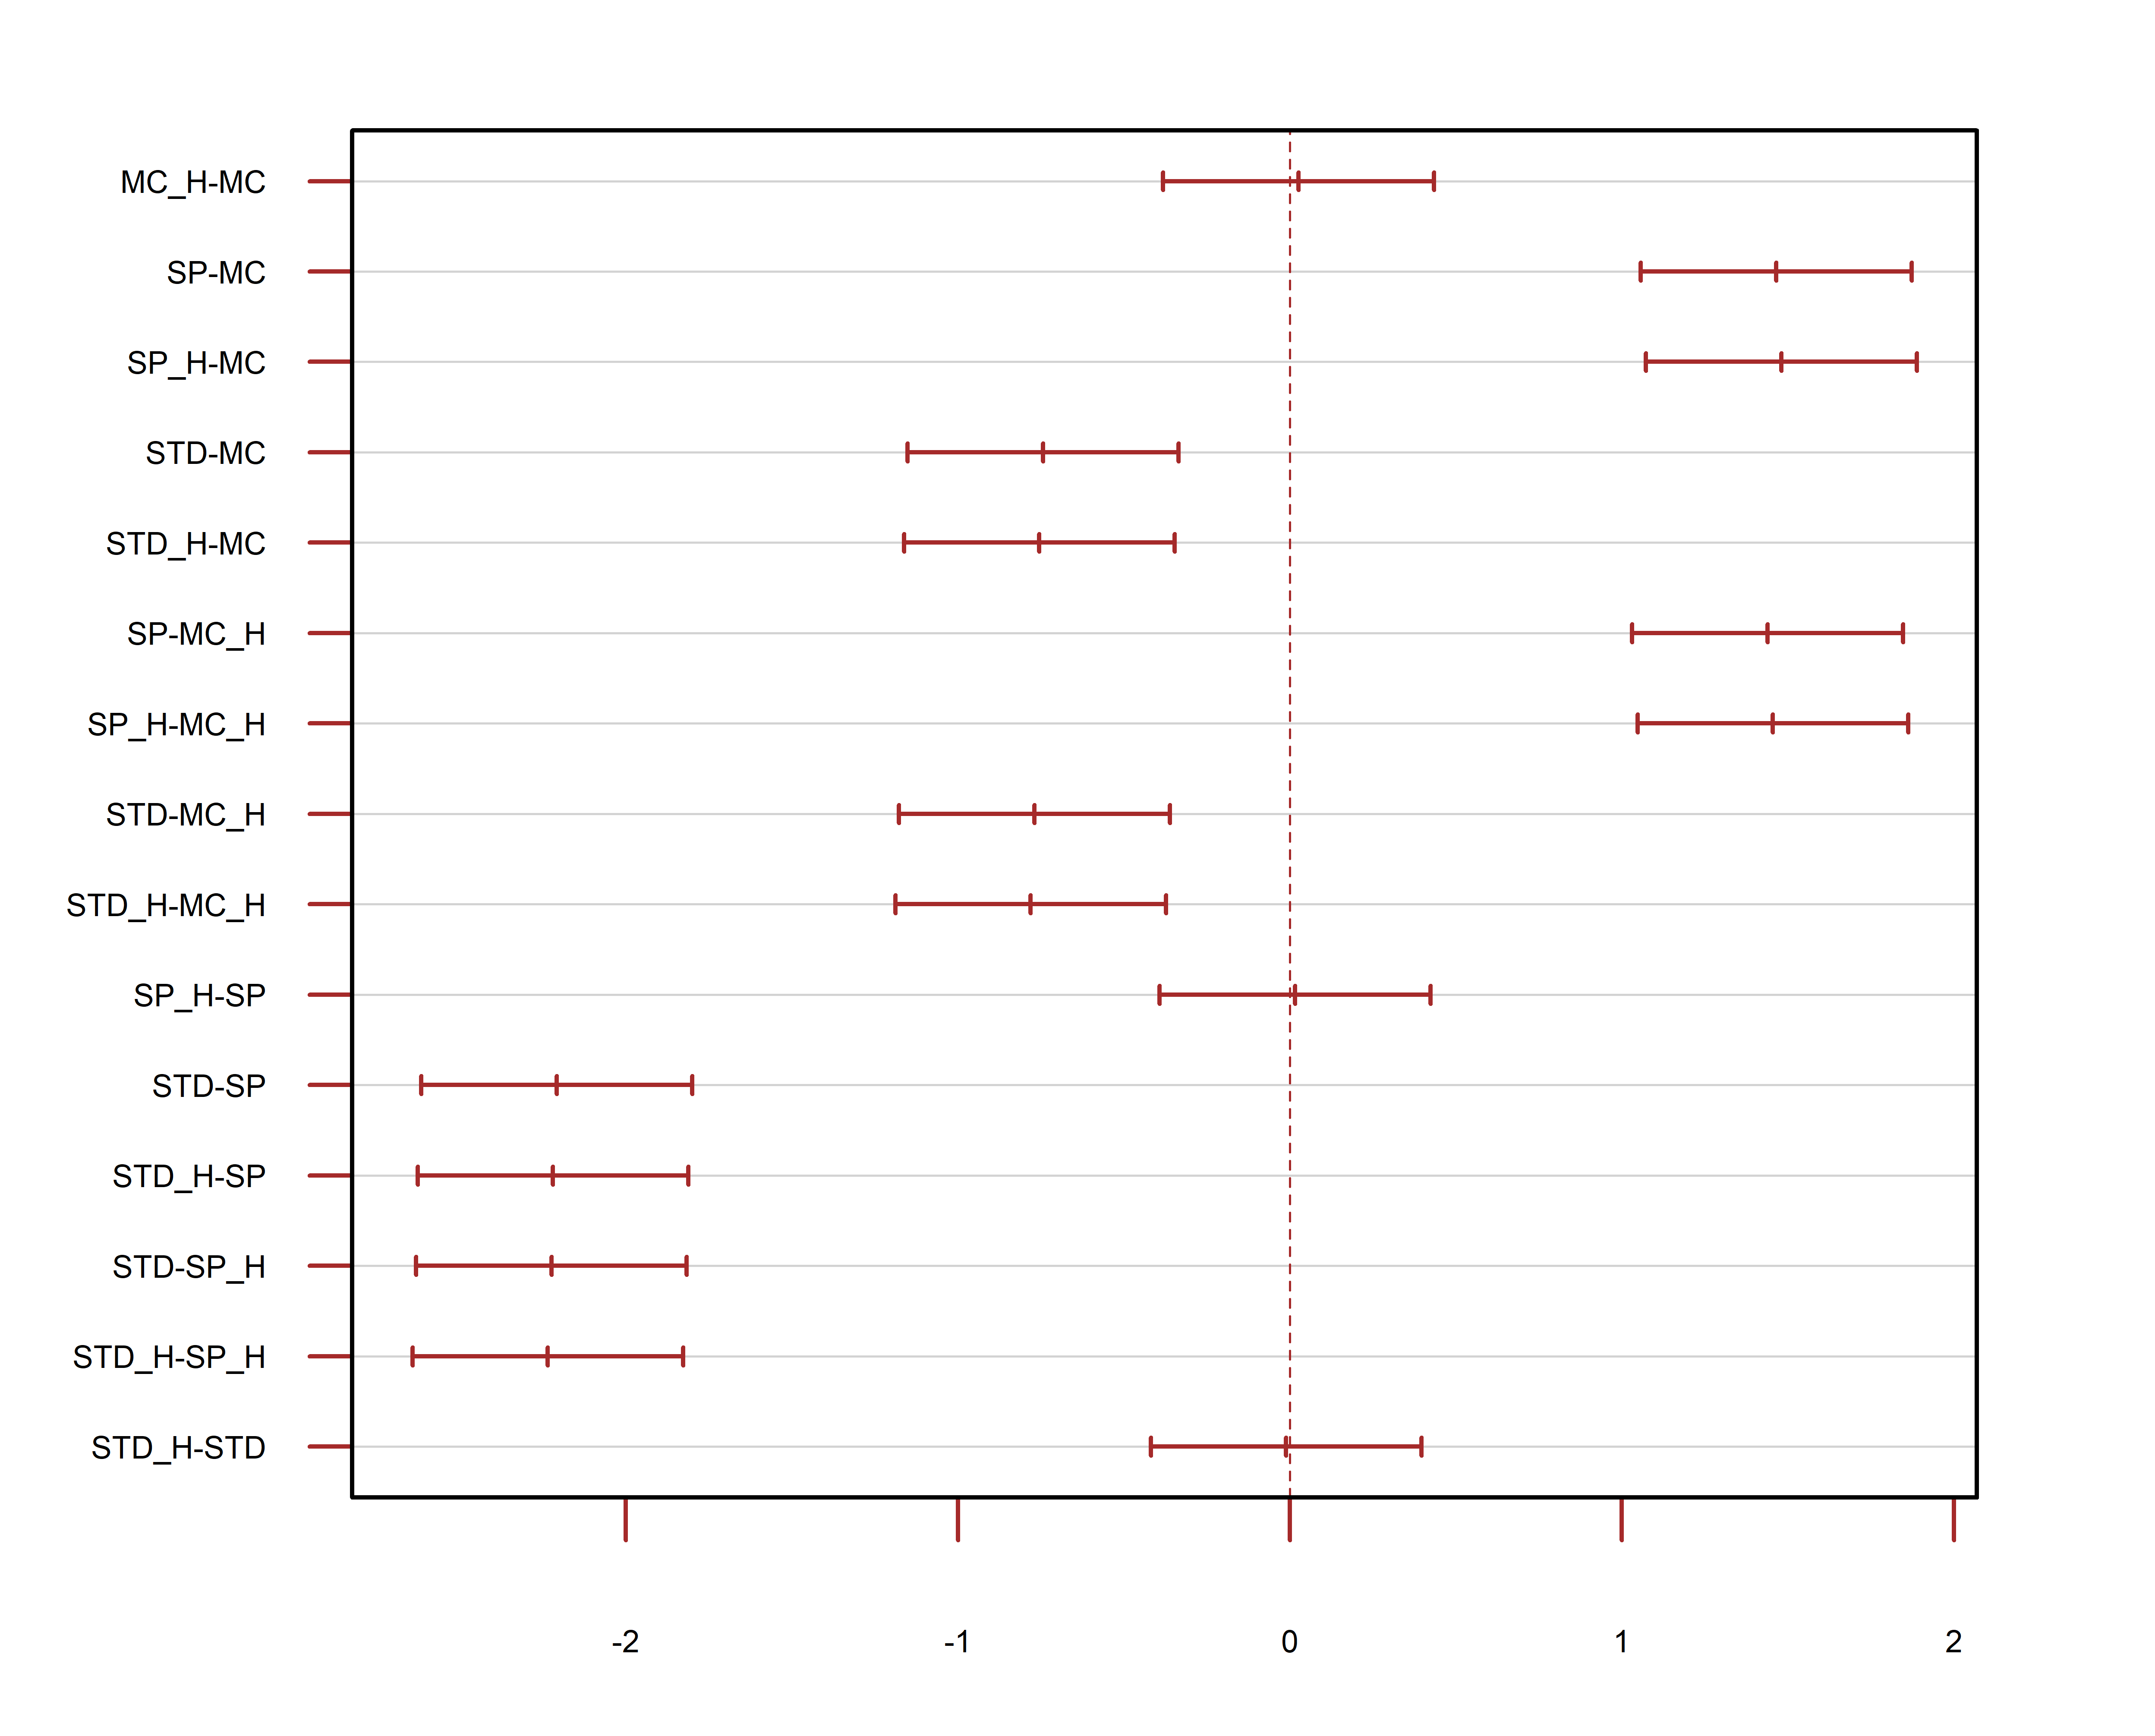 MC_H-MC
SP-MC
SP_H-MC
STD-MC
STD_H-MC
SP-MC_H
SP_H-MC_H
STD-MC_H
STD_H-MC_H
SP_H-SP
STD-SP
STD_H-SP
STD-SP_H
STD_H-SP_H
STD_H-STD
-2 -1 0 1 2